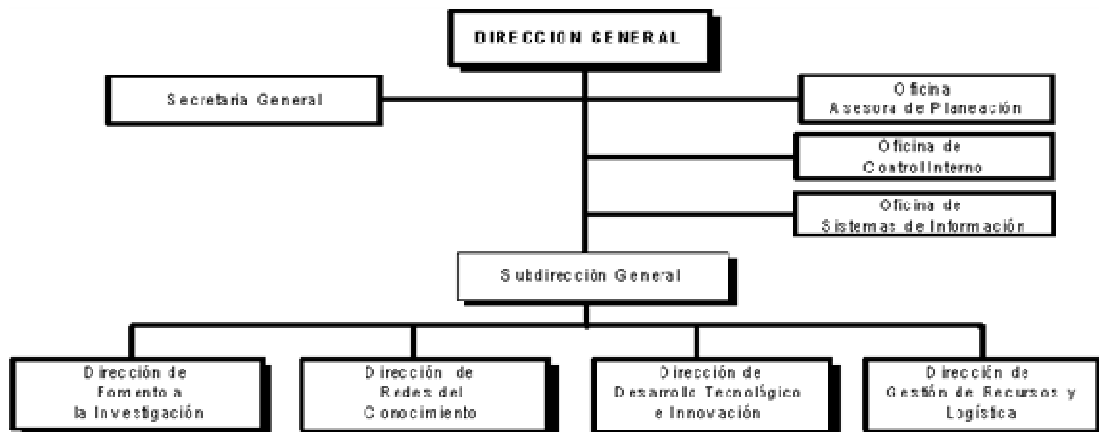 DIRECCION GENERAL
Secretaría General
Oficina
Asesora de Planeación
Oficina de
Control Interno
Oficina de
Sistemas de Información
Subdirección General
Dirección de
Fomento a
la Investigación
Dirección de
Redes del
Conocimiento
Dirección de
Desarrollo Tecnológico
e Innovación
Dirección de
Gestión de Recursos y
Logística